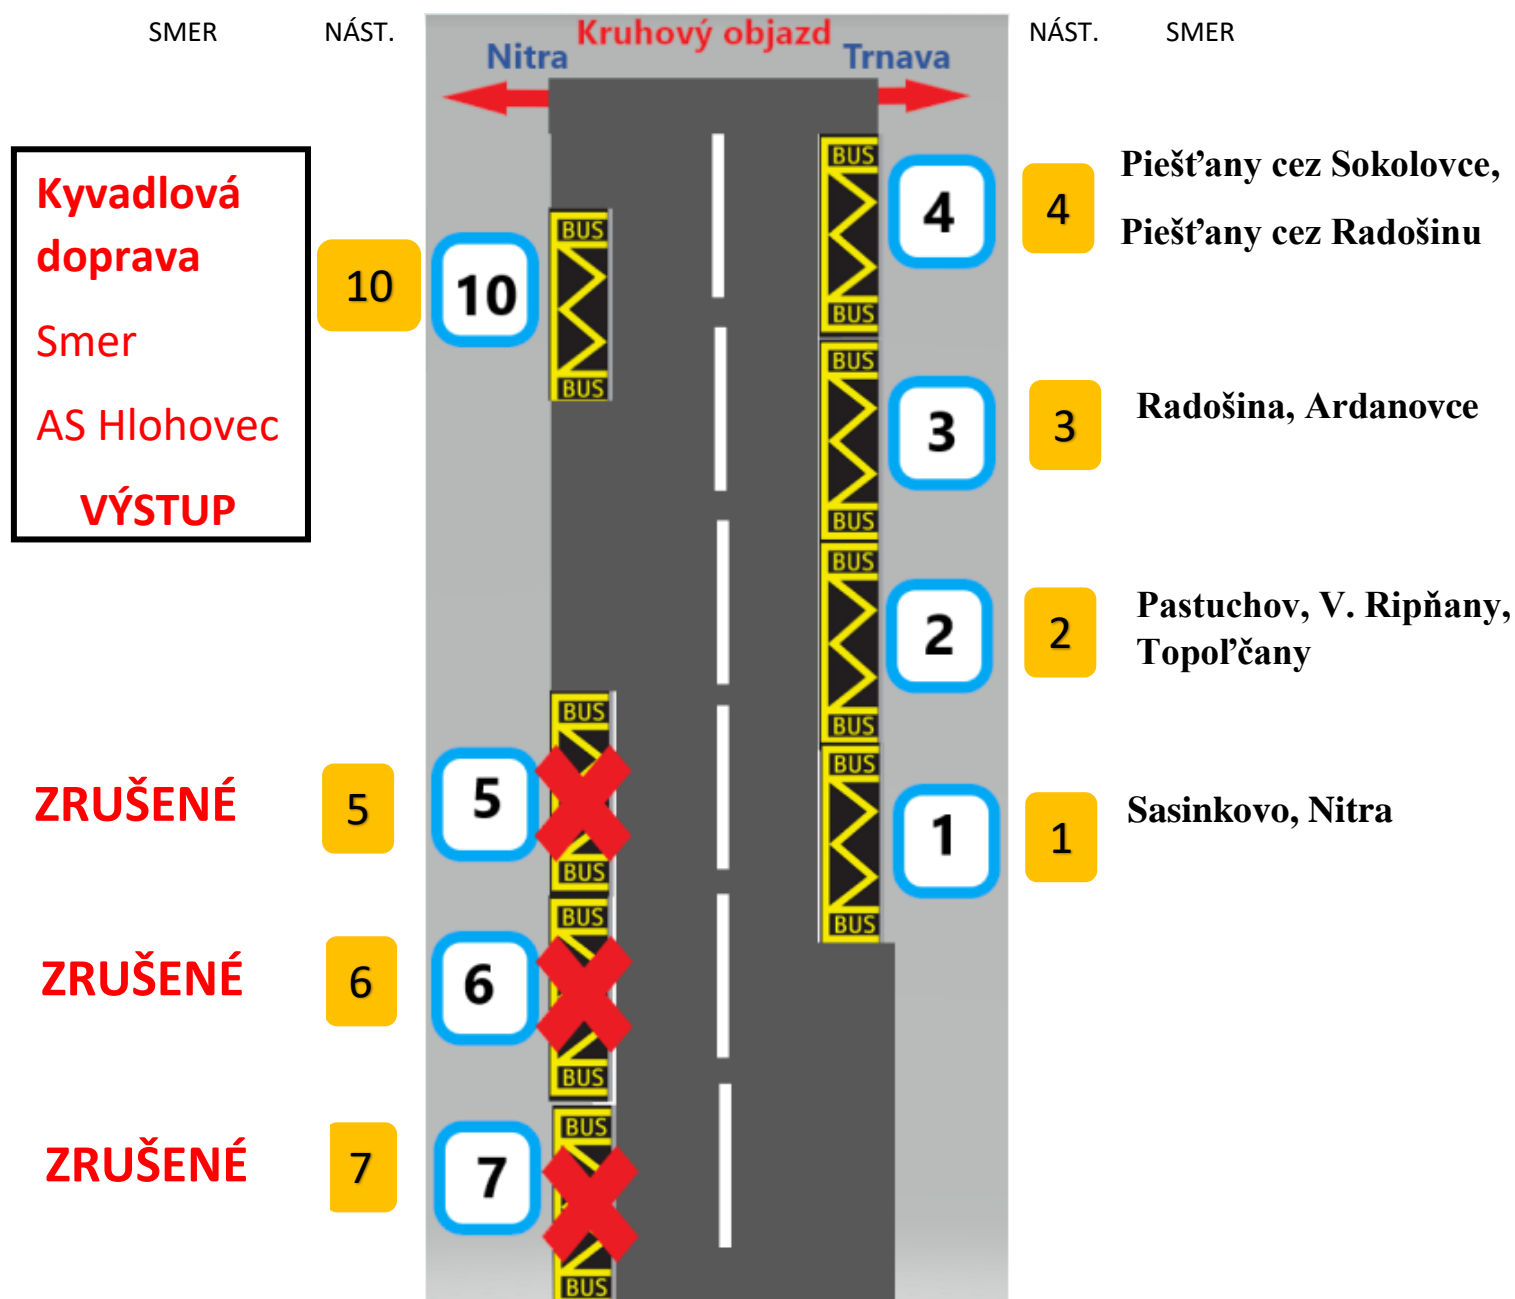 SMER NÁST. Kruhový objazd NÁST. SMER
Nitra Trnava
Kyvadlová
doprava
Smer
AS Hlohovec
VÝSTUP
10
10
BUS
BUS
BUS
BUS
4
4
Piešťany cez Sokolovce,
Piešťany cez Radošinu
BUS
BUS
3
3
Radošina, Ardanovce
BUS
BUS
2
2
Pastuchov, V. Ripňany,
Topoľčany
BUS
BUS
1
1
Sasinkovo, Nitra
ZRUŠENÉ
5
5
BUS
BUS
ZRUŠENÉ
6
6
BUS
BUS
ZRUŠENÉ
7
7
BUS
BUS